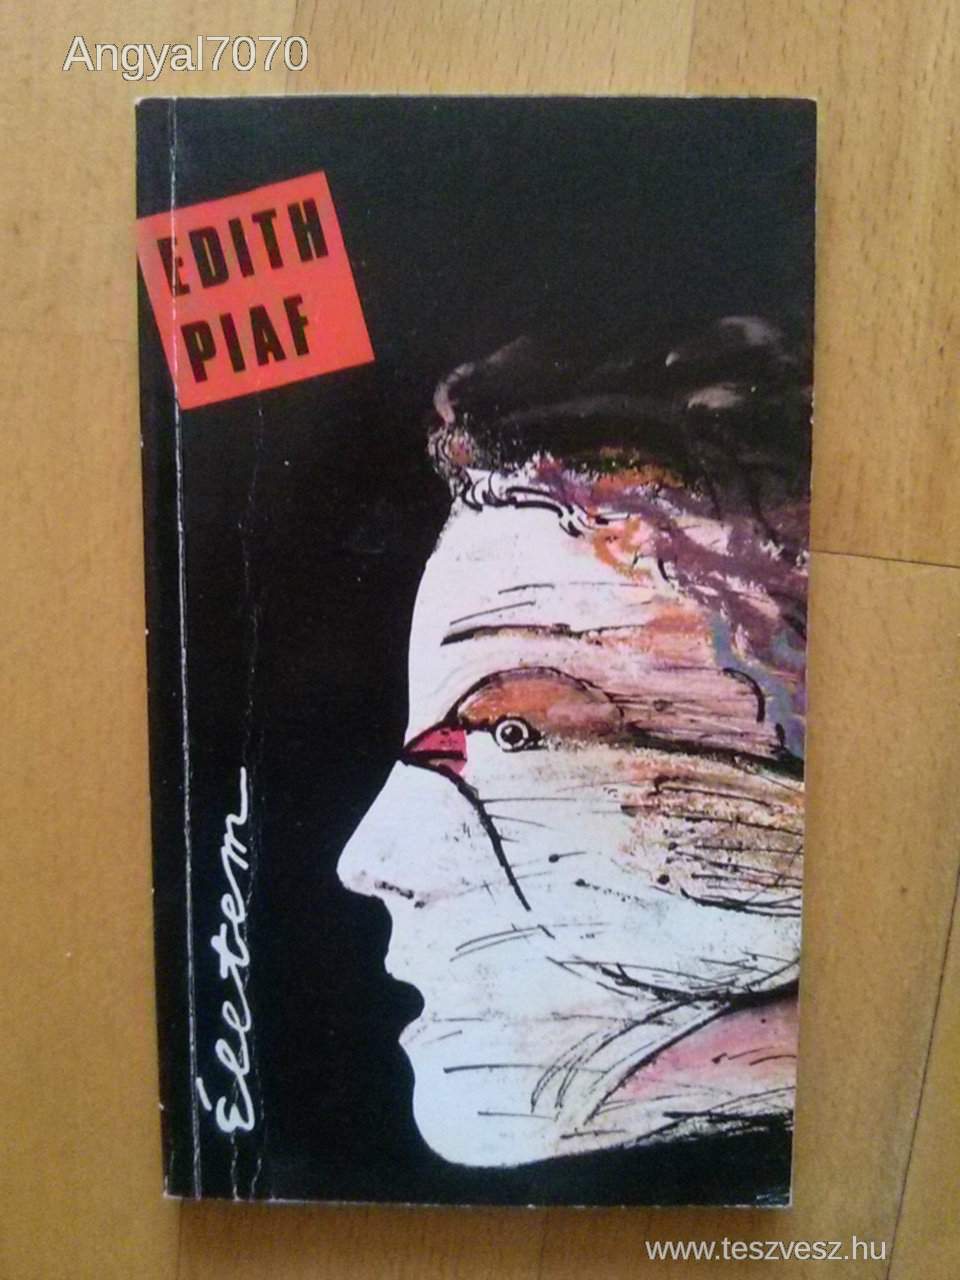 Angyal7070
EDITH
PIAF
Életem
www.teszvesz.hu